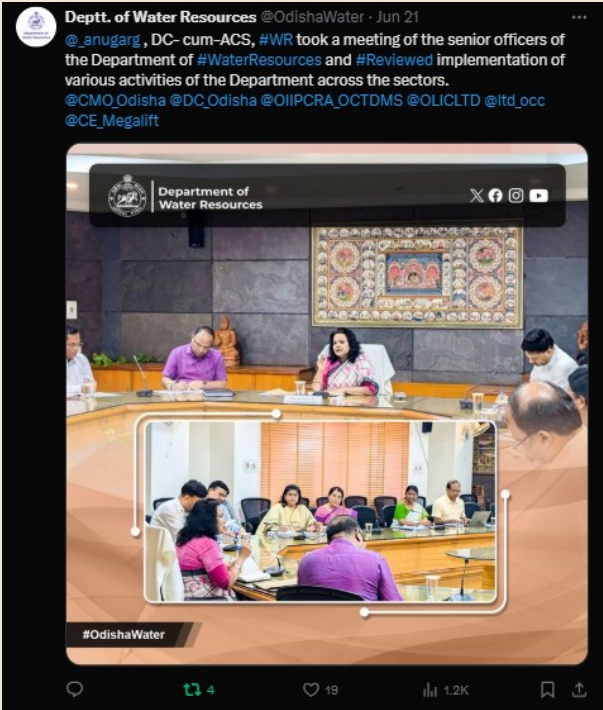 Deptt. of Water Resources @OdishaWater · Jun 21
@_anugarg , DC- cum-ACS, #WR took a meeting of the senior officers of
the Department of #WaterResources and #Reviewed implementation of
various activities of the Department across the sectors.
@CMO_Odisha @DC_Odisha @OIIPCRA_OCTDMS @OLICLTD @ltd_occ
@CE_Megalift
Department of
Water Resources
#OdishaWater
4
19
1.2K